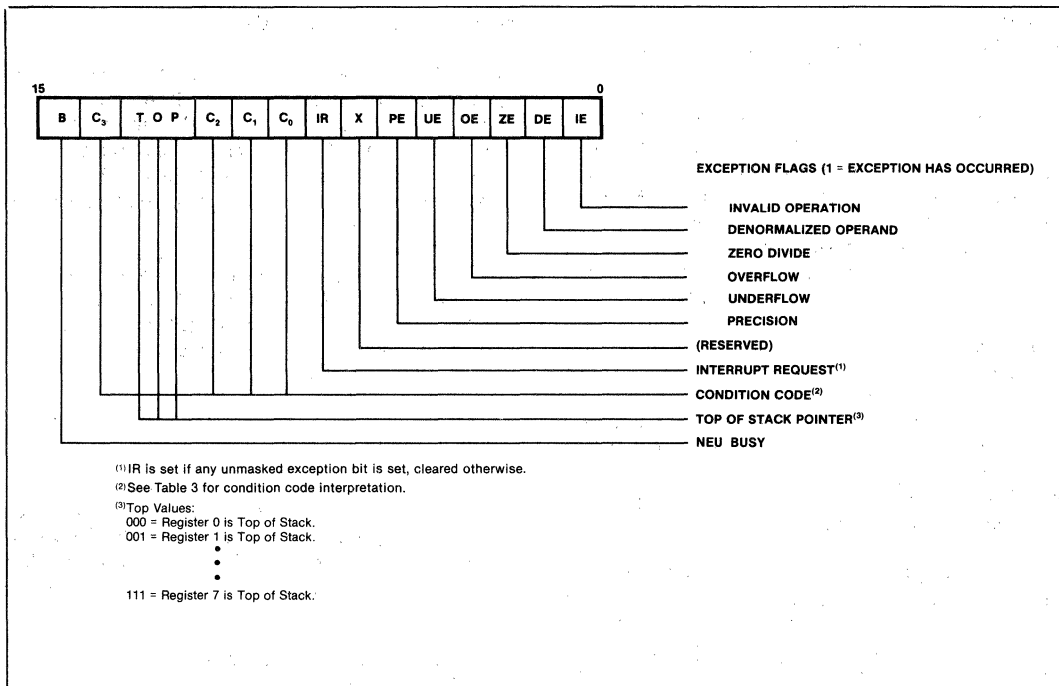 15 0
B C₃ T O P C₂ C₁ C₀ IR X PE UE OE ZE DE IE
EXCEPTION FLAGS (1 = EXCEPTION HAS OCCURRED)
INVALID OPERATION
DENORMALIZED OPERAND
ZERO DIVIDE
OVERFLOW
UNDERFLOW
PRECISION
(RESERVED)
INTERRUPT REQUEST⁽¹⁾
CONDITION CODE⁽²⁾
TOP OF STACK POINTER⁽³⁾
NEU BUSY
⁽¹⁾IR is set if any unmasked exception bit is set, cleared otherwise.
⁽²⁾See Table 3 for condition code interpretation.
⁽³⁾Top Values:
000 = Register 0 is Top of Stack.
001 = Register 1 is Top of Stack.
•
•
•
111 = Register 7 is Top of Stack.